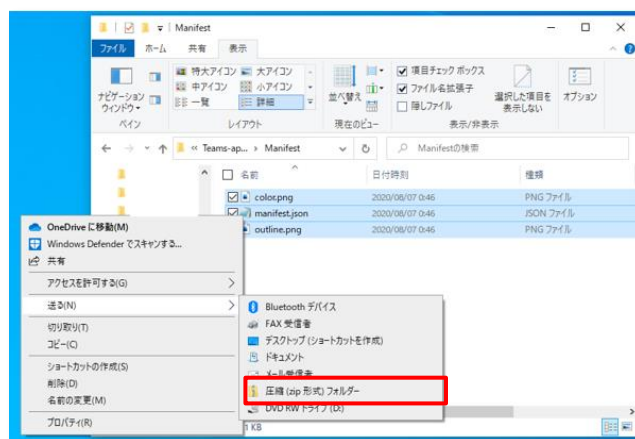 Manifest
ファイル ホーム 共有 表示
ナビゲーション
ウィンドウ
ペイン
特大アイコン 大アイコン
中アイコン 小アイコン
一覧 詳細
レイアウト
並べ替え
現在のビュー
項目チェック ボックス
ファイル名拡張子
隠しファイル
選択した項目を
表示しない
表示/非表示
オプション
« Teams-ap... › Manifest
Manifestの検索
名前 日付時刻 種類
color.png 2020/08/07 0:46 PNG ファイル
manifest.json 2020/08/07 0:46 JSON ファイル
outline.png 2020/08/07 0:46 PNG ファイル
OneDrive に移動(M)
Windows Defender でスキャンする...
共有
アクセスを許可する(G)
送る(N)
切り取り(T)
コピー(C)
ショートカットの作成(S)
削除(D)
名前の変更(M)
プロパティ(R)
Bluetooth デバイス
FAX 受信者
デスクトップ (ショートカットを作成)
ドキュメント
メール受信者
圧縮 (zip 形式) フォルダー
DVD RW ドライブ (D:)
1 KB